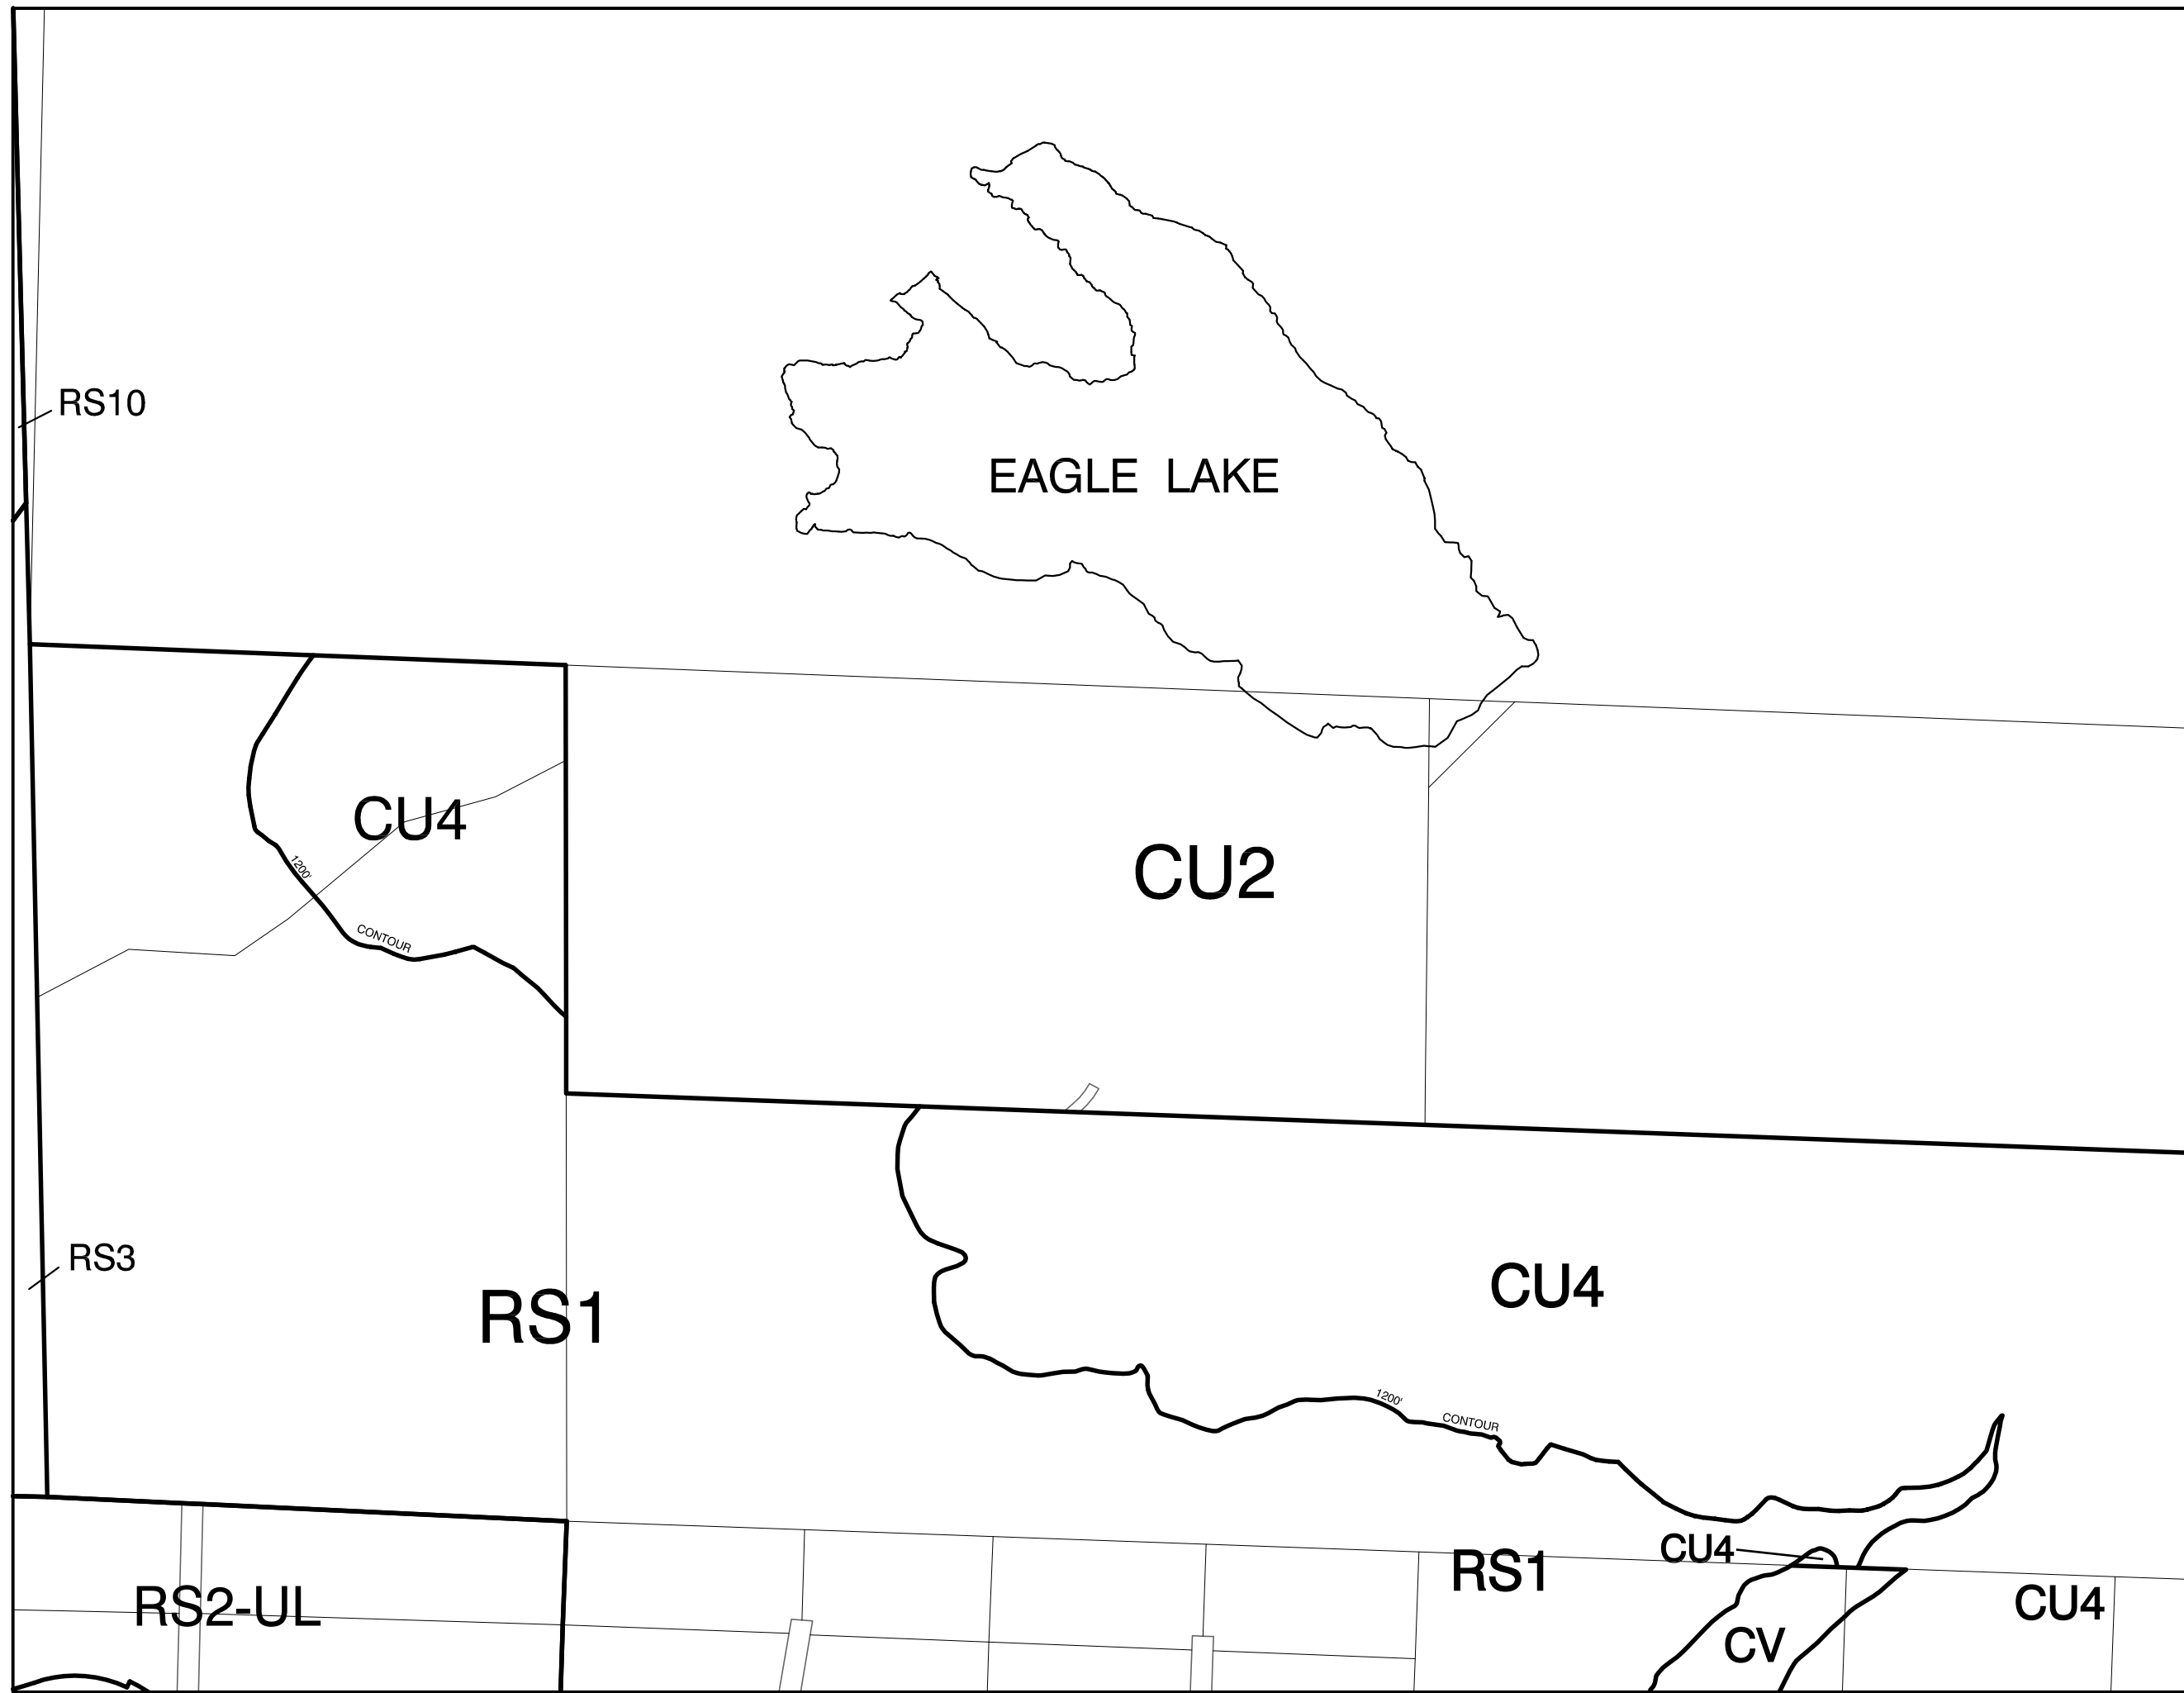 RS10
EAGLE LAKE
CU4
CU2
1200'
CONTOUR
RS3
RS1
CU4
1200'
CONTOUR
CU4
RS1
RS2-UL
CU4
CV